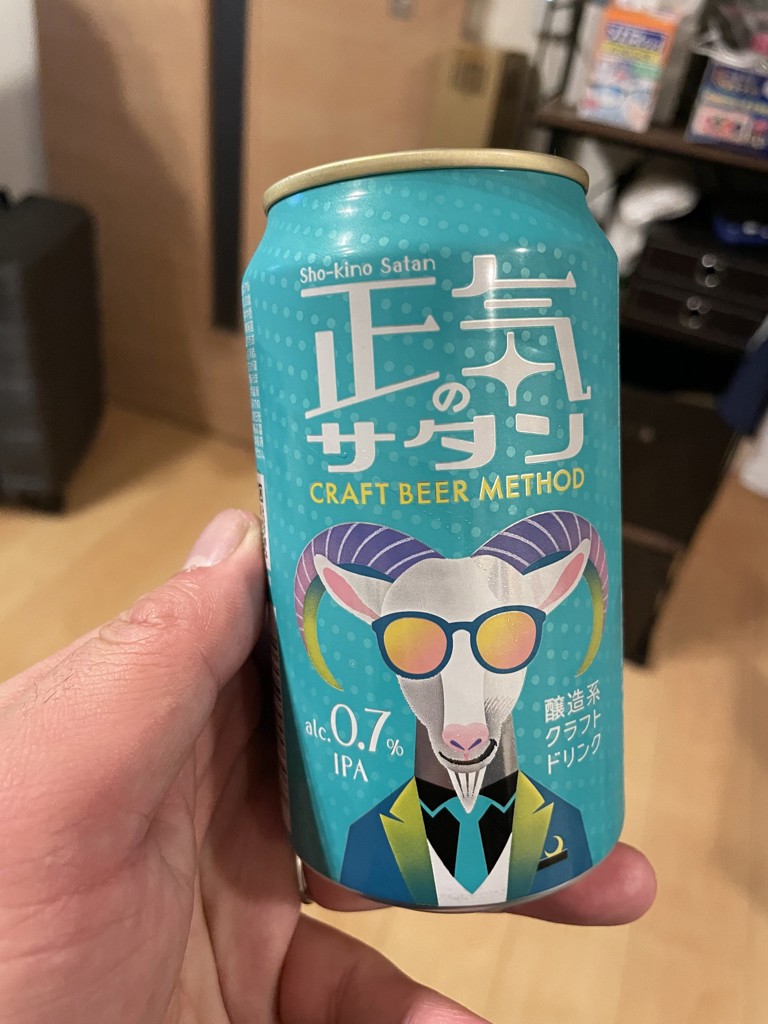 Sho-kino Satan
正気の
サタン
CRAFT BEER METHOD
alc.0.7%
IPA
醸造系
クラフト
ドリンク